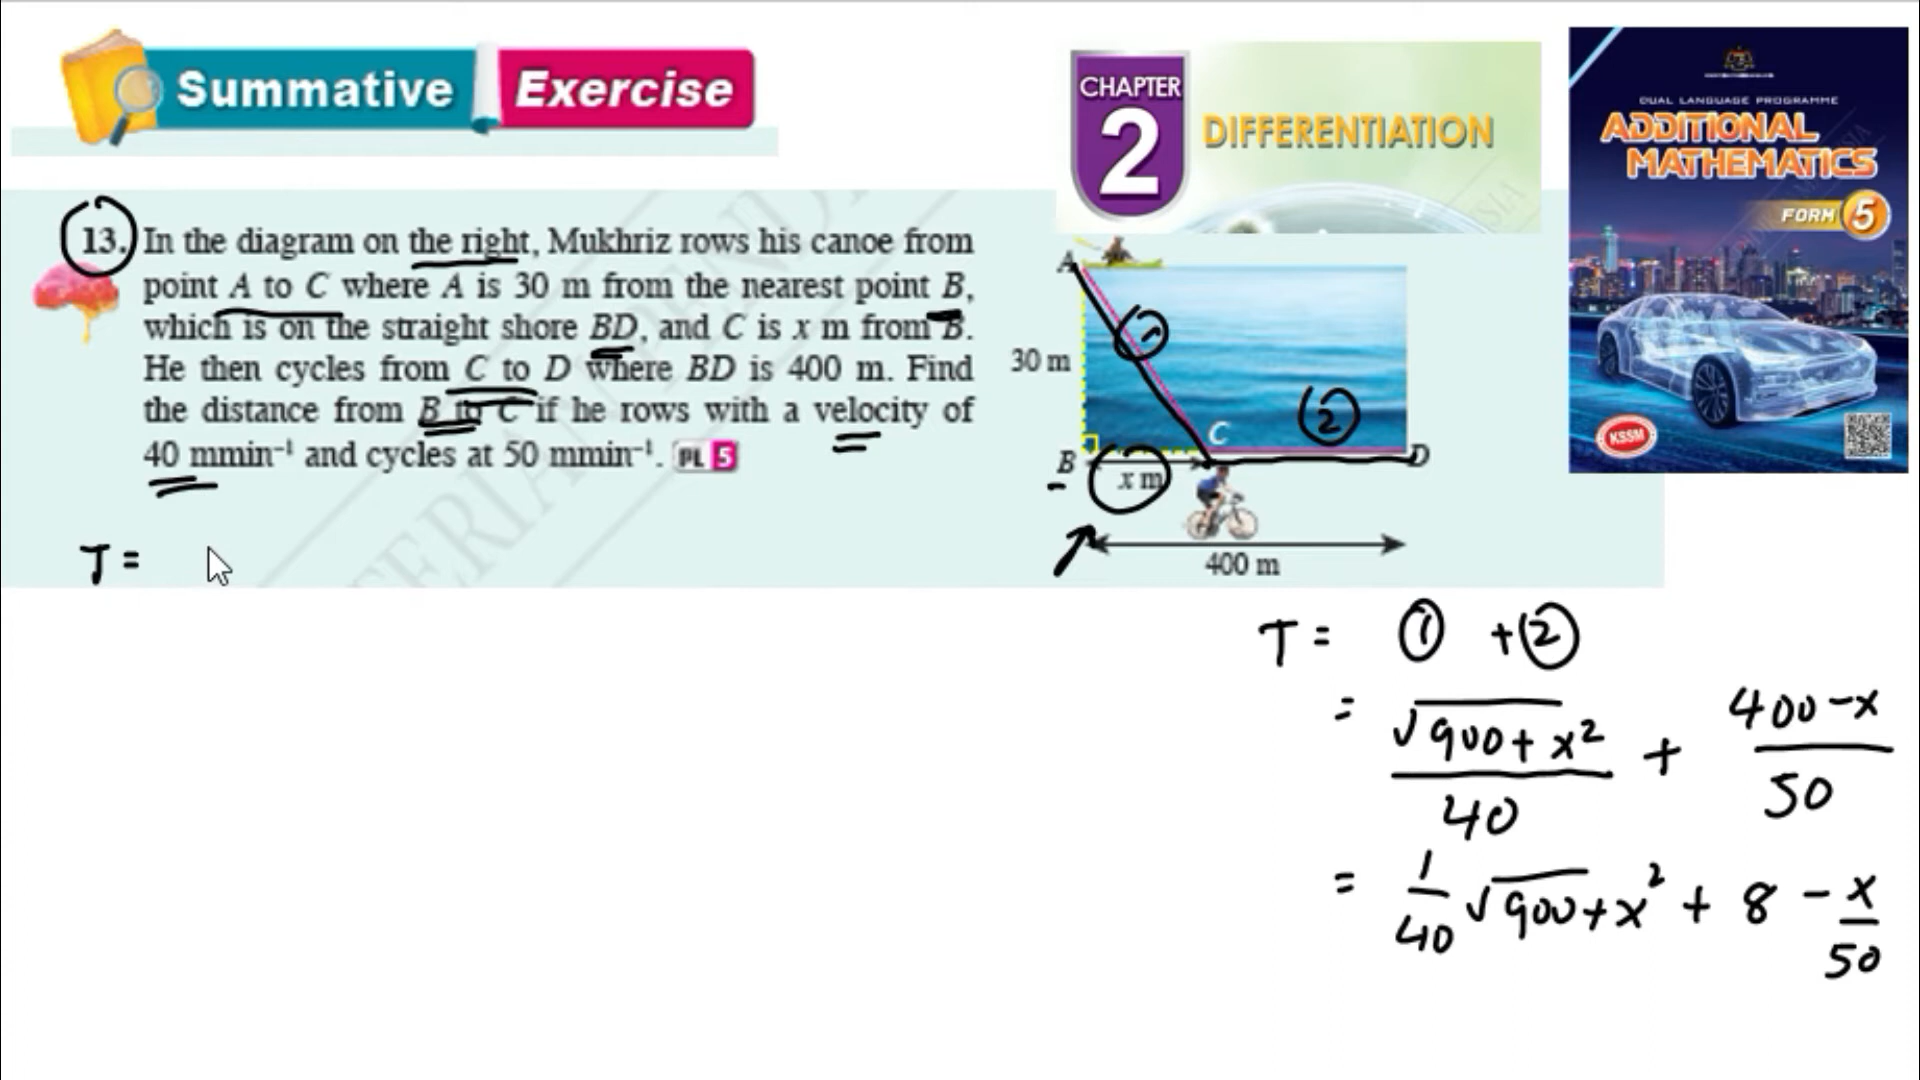 Summative Exercise
CHAPTER
2
DIFFERENTIATION
DUAL LANGUAGE PROGRAMME
ADDITIONAL
MATHEMATICS
FORM 5
KSSM
13. In the diagram on the right, Mukhriz rows his canoe from
point A to C where A is 30 m from the nearest point B,
which is on the straight shore BD, and C is x m from B.
He then cycles from C to D where BD is 400 m. Find
the distance from B to C if he rows with a velocity of
40 mmin⁻¹ and cycles at 50 mmin⁻¹. PL 5
A
30 m
2
C
B
D
x m
400 m
T =
T = ① + ②
= √900 + x² / 40 + 400 - x / 50
= 1/40 √900 + x² + 8 - x/50